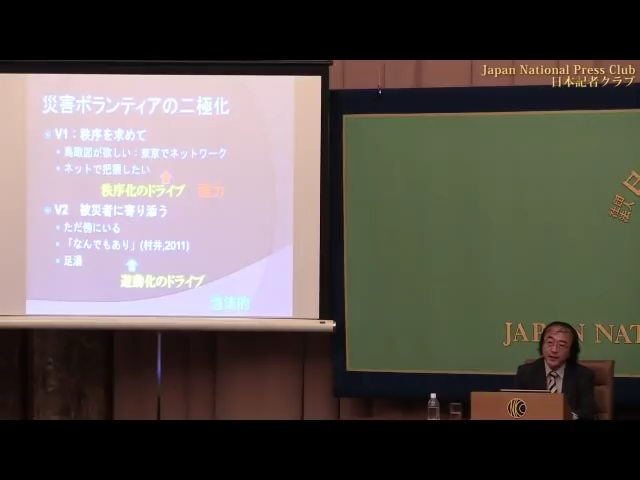 Japan National Press Club
日本記者クラブ
災害ボランティアの二極化
V1：秩序を求めて
鳥瞰図が欲しい：東京でネットワーク
ネットで把握したい
秩序化のドライブ
V2 被災者に寄り添う
ただ傍にいる
「なんでもあり」(村井,2011)
足湯
遊動化のドライブ
JAPAN NAT